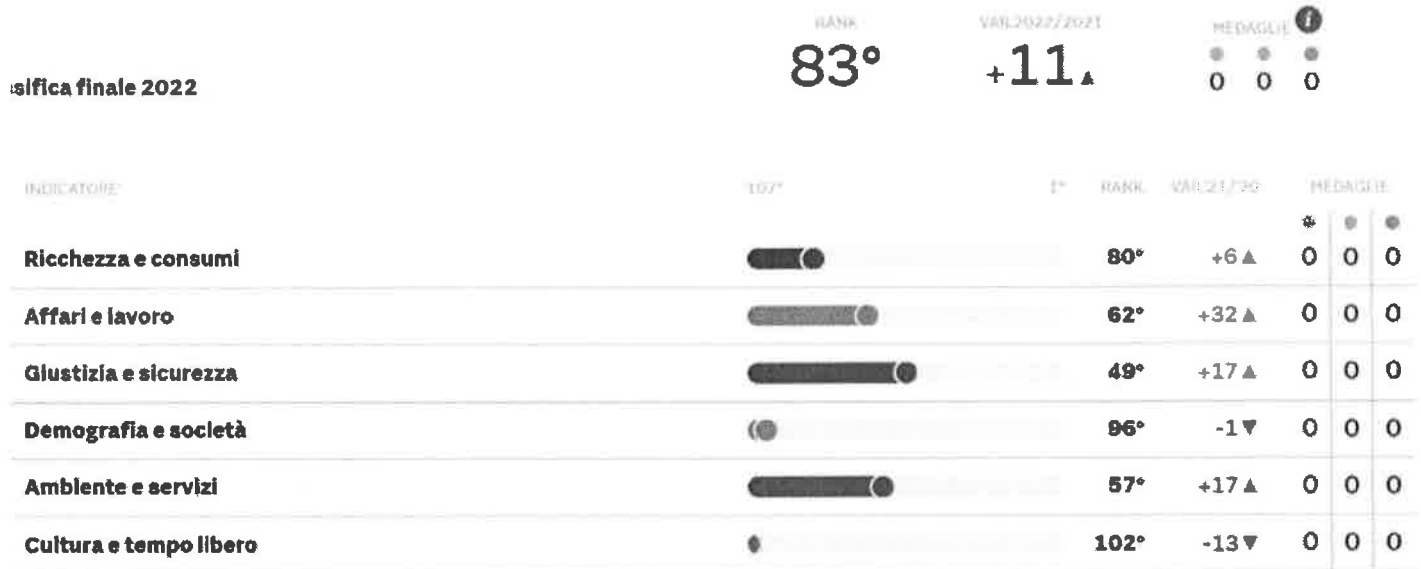 RANK VAR.2022/2021 MEDAGLIE i
sifica finale 2022 83° +11▲ 0 0 0
INDICATORE 107° 1° RANK VAR.21/'20 MEDAGLIE
Ricchezza e consumi 80° +6▲ 0 0 0
Affari e lavoro 62° +32▲ 0 0 0
Giustizia e sicurezza 49° +17▲ 0 0 0
Demografia e società 96° -1▼ 0 0 0
Ambiente e servizi 57° +17▲ 0 0 0
Cultura e tempo libero 102° -13▼ 0 0 0